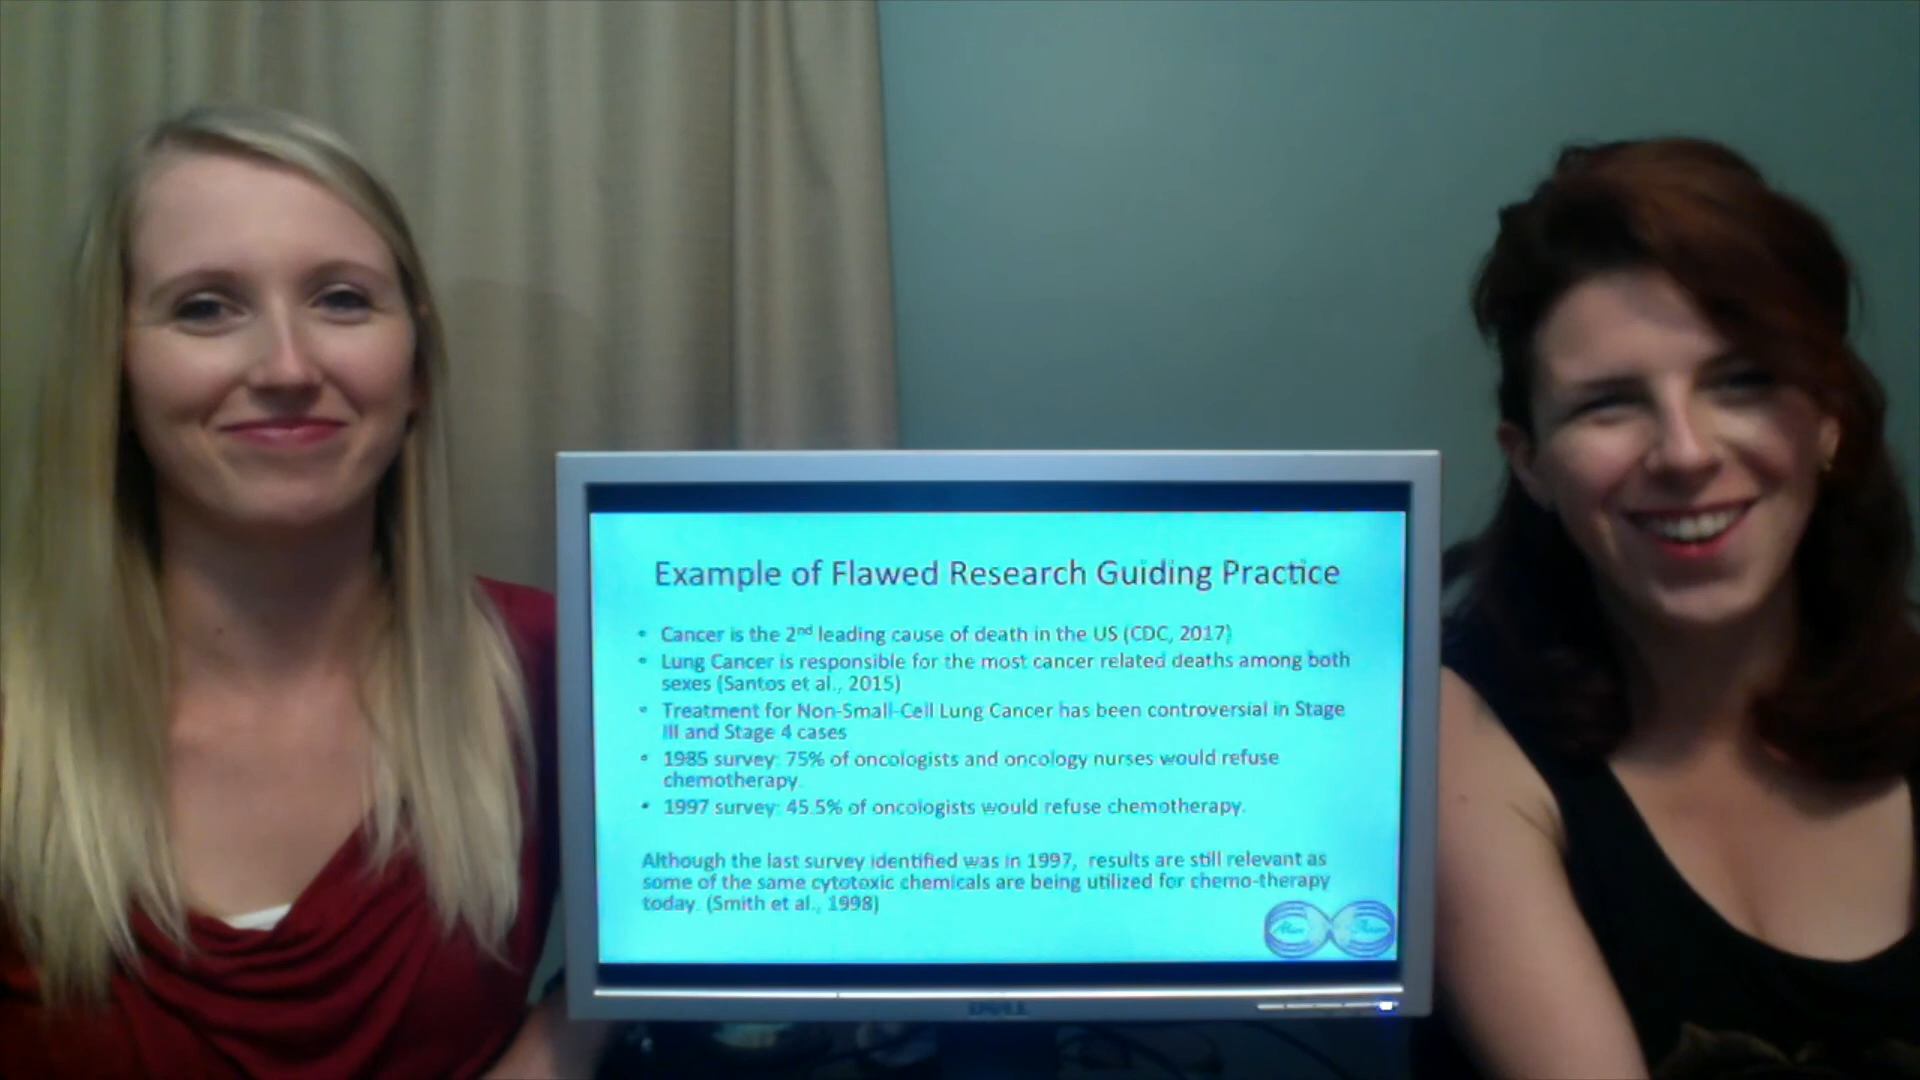 Example of Flawed Research Guiding Practice
• Cancer is the 2nd leading cause of death in the US (CDC, 2017)
• Lung Cancer is responsible for the most cancer related deaths among both
sexes (Santos et al., 2015)
• Treatment for Non-Small-Cell Lung Cancer has been controversial in Stage
III and Stage 4 cases
• 1985 survey: 75% of oncologists and oncology nurses would refuse
chemotherapy.
• 1997 survey: 45.5% of oncologists would refuse chemotherapy.
Although the last survey identified was in 1997, results are still relevant as
some of the same cytotoxic chemicals are being utilized for chemo-therapy
today. (Smith et al., 1998)
DELL